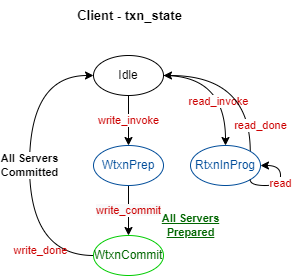 Client - txn_state
Idle
write_invoke
read_invoke
read_done
All Servers
Committed
WtxnPrep
RtxnInProg
read
write_commit
All Servers
Prepared
write_done
WtxnCommit